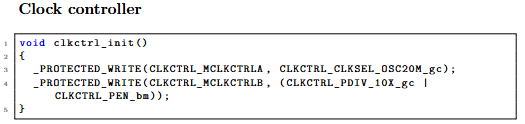 Clock controller
1 void clkctrl_init()
2 {
3 _PROTECTED_WRITE(CLKCTRL_MCLKCTRLA, CLKCTRL_CLKSEL_OSC20M_gc);
4 _PROTECTED_WRITE(CLKCTRL_MCLKCTRLB, (CLKCTRL_PDIV_10X_gc |
CLKCTRL_PEN_bm));
5 }